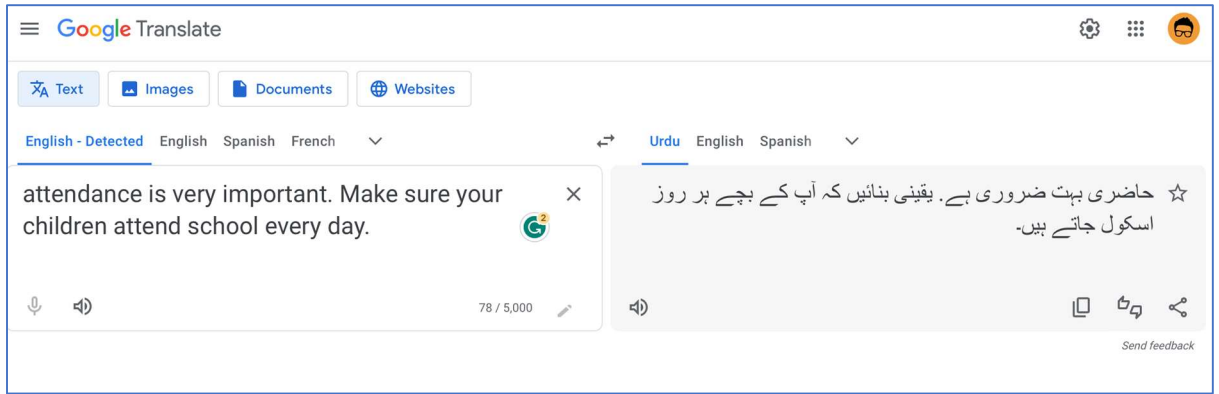 Google Translate
Text Images Documents Websites
English - Detected English Spanish French
Urdu English Spanish
attendance is very important. Make sure your
children attend school every day.
2
78 / 5,000
حاضری بہت ضروری ہے. یقینی بنائیں کہ آپ کے بچے ہر روز
اسکول جاتے ہیں۔
Send feedback